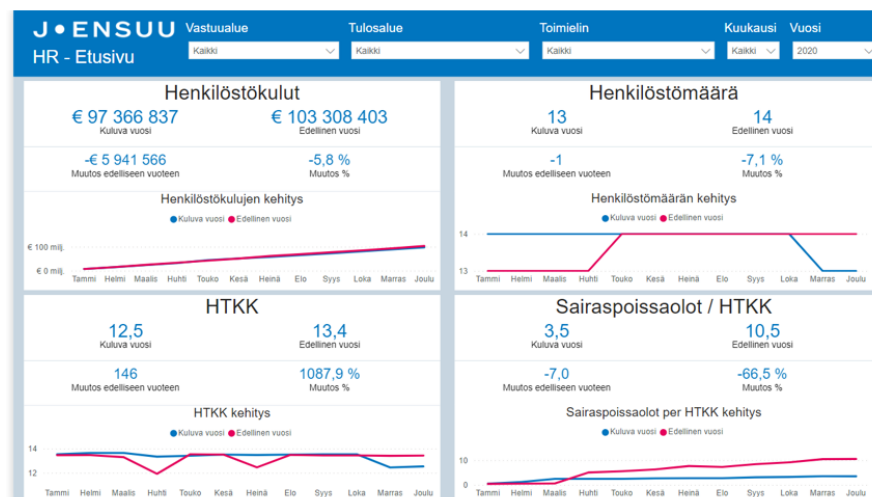 J•ENSUU
HR - Etusivu
Vastuualue Tulosalue Toimielin Kuukausi Vuosi
Kaikki Kaikki Kaikki Kaikki 2020
Henkilöstökulut
€ 97 366 837 € 103 308 403
Kuluva vuosi Edellinen vuosi
-€ 5 941 566 -5,8 %
Muutos edelliseen vuoteen Muutos %
Henkilöstökulujen kehitys
Kuluva vuosi Edellinen vuosi
€ 100 milj.
€ 0 milj.
Tammi Helmi Maalis Huhti Touko Kesä Heinä Elo Syys Loka Marras Joulu
Henkilöstömäärä
13 14
Kuluva vuosi Edellinen vuosi
-1 -7,1 %
Muutos edelliseen vuoteen Muutos %
Henkilöstömäärän kehitys
Kuluva vuosi Edellinen vuosi
14
13
Tammi Helmi Maalis Huhti Touko Kesä Heinä Elo Syys Loka Marras Joulu
HTKK
12,5 13,4
Kuluva vuosi Edellinen vuosi
146 1087,9 %
Muutos edelliseen vuoteen Muutos %
HTKK kehitys
Kuluva vuosi Edellinen vuosi
14
12
Tammi Helmi Maalis Huhti Touko Kesä Heinä Elo Syys Loka Marras Joulu
Sairaspoissaolot / HTKK
3,5 10,5
Kuluva vuosi Edellinen vuosi
-7,0 -66,5 %
Muutos edelliseen vuoteen Muutos %
Sairaspoissaolot per HTKK kehitys
Kuluva vuosi Edellinen vuosi
10
0
Tammi Helmi Maalis Huhti Touko Kesä Heinä Elo Syys Loka Marras Joulu